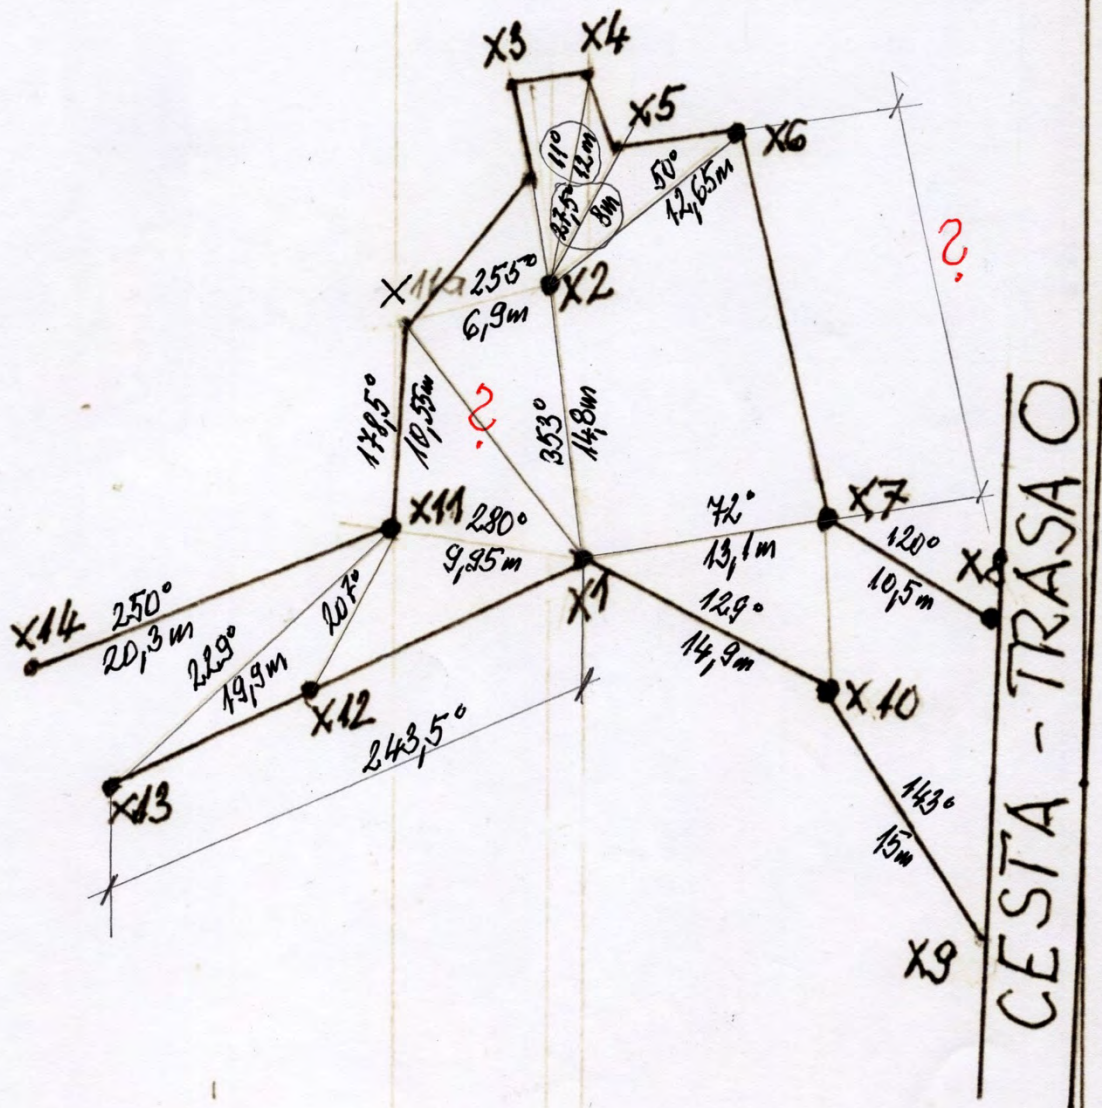 X3
X4
X5
X6
11°
12m
27,5°
8m
50°
12,65m
?
X11a
255°
6,9m
X2
178,5°
10,55m
?
353°
14,8m
X11
280°
9,95m
72°
13,1m
X7
120°
10,5m
X8
X1
129°
14,9m
X14
250°
20,3m
229°
19,9m
207°
X12
X10
243,5°
X13
143°
15m
X9
CESTA - TRASA O